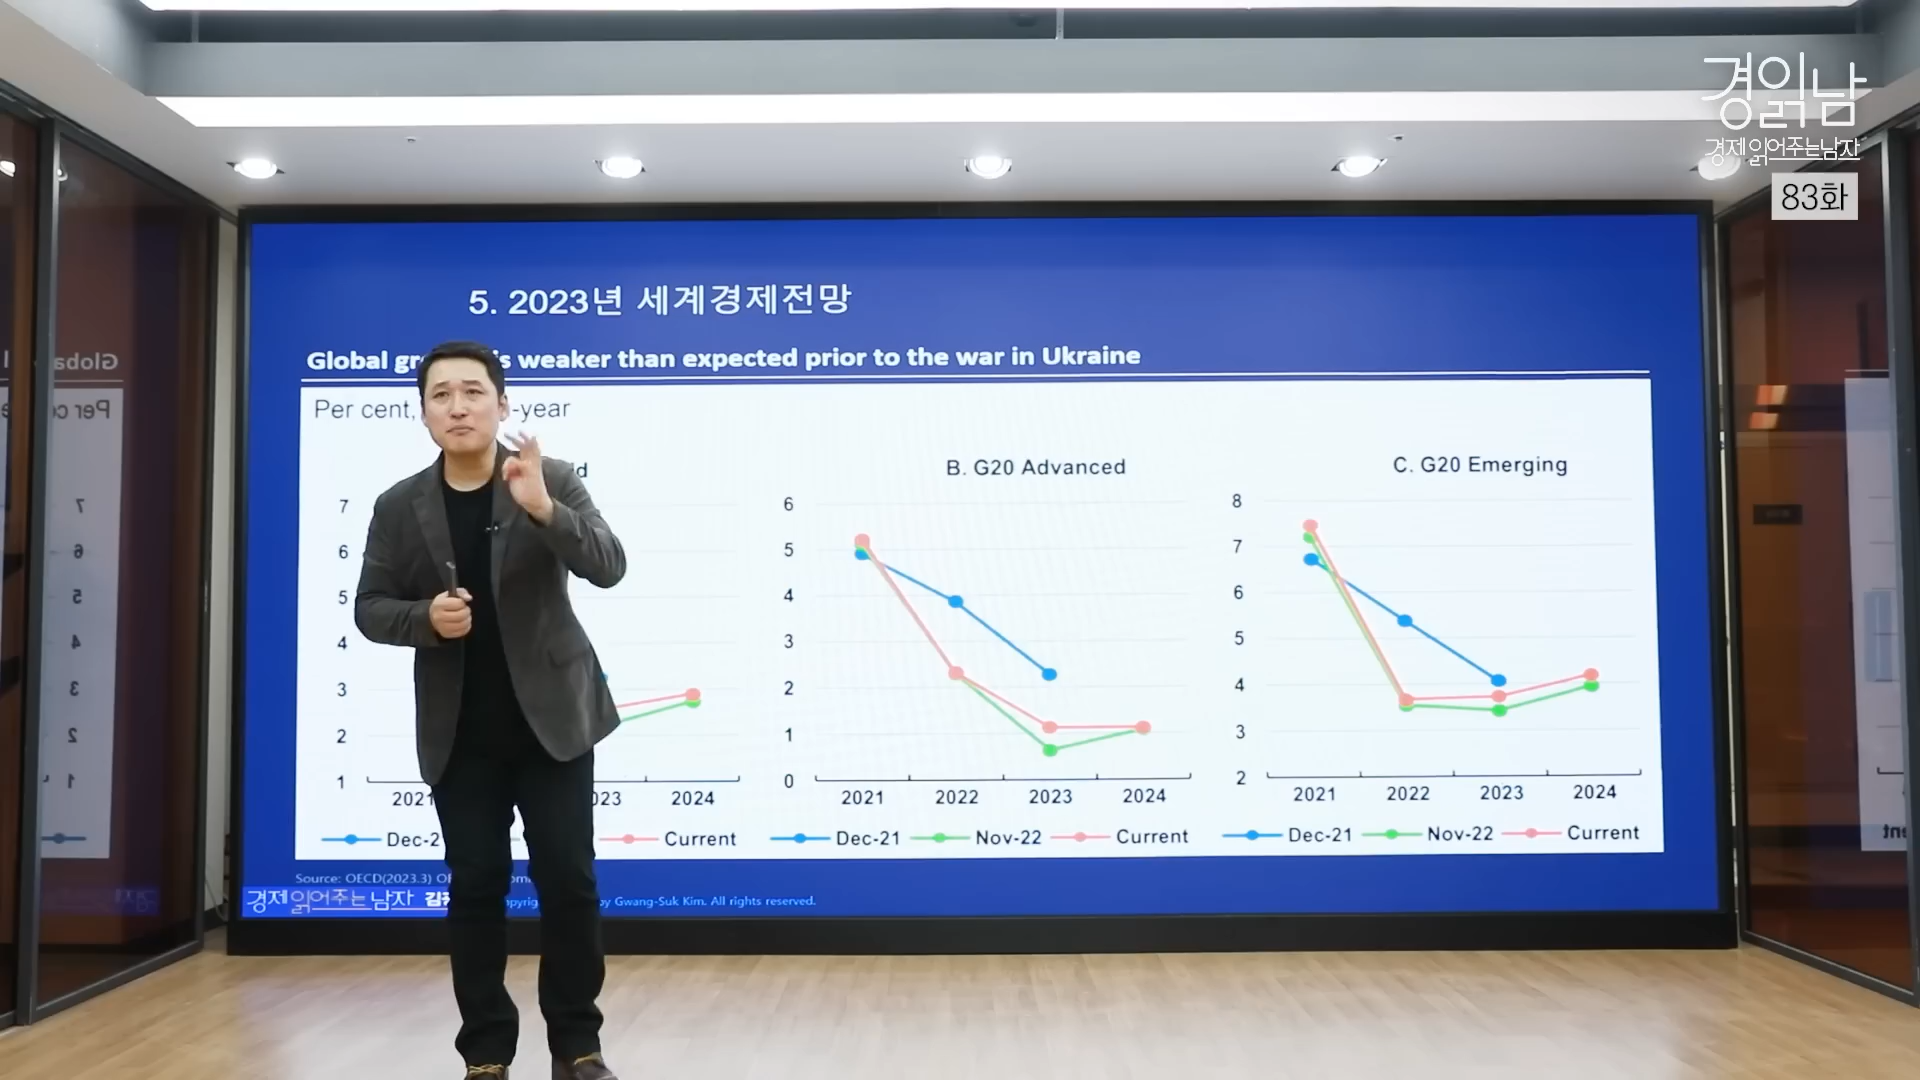 경읽남
경제읽어주는남자
83화
5. 2023년 세계경제전망
Global is weaker than expected prior to the war in Ukraine
Per cent, -year
B. G20 Advanced
C. G20 Emerging
7
6
5
4
3
2
1
2021
2024
Current
6
5
4
3
2
1
0
2021 2022 2023 2024
Dec-21 Nov-22 Current
8
7
6
5
4
3
2
2021 2022 2023 2024
Dec-21 Nov-22 Current
Source: OECD(2023.3)
경제읽어주는남자
by Gwang-Suk Kim. All rights reserved.